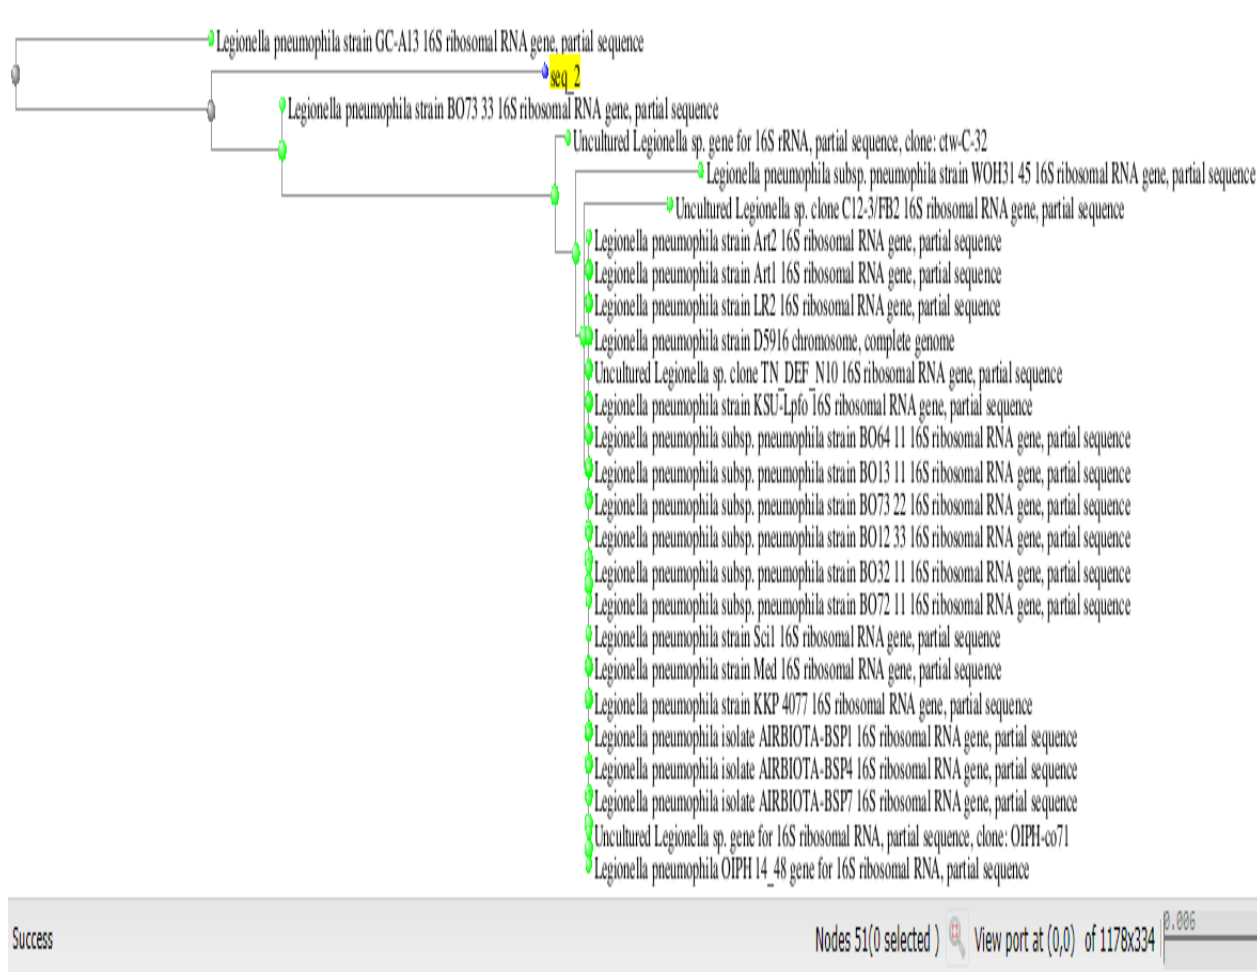 Legionella pneumophila strain GC-A13 16S ribosomal RNA gene, partial sequence
seq_2
Legionella pneumophila strain BO73 33 16S ribosomal RNA gene, partial sequence
Uncultured Legionella sp. gene for 16S rRNA, partial sequence, clone: ctw-C-32
Legionella pneumophila subsp. pneumophila strain WOH31 45 16S ribosomal RNA gene, partial sequence
Uncultured Legionella sp. clone C12-3/FB2 16S ribosomal RNA gene, partial sequence
Legionella pneumophila strain Art2 16S ribosomal RNA gene, partial sequence
Legionella pneumophila strain Art1 16S ribosomal RNA gene, partial sequence
Legionella pneumophila strain LR2 16S ribosomal RNA gene, partial sequence
Legionella pneumophila strain D5916 chromosome, complete genome
Uncultured Legionella sp. clone TN_DEF_N10 16S ribosomal RNA gene, partial sequence
Legionella pneumophila strain KSU-Lpfo 16S ribosomal RNA gene, partial sequence
Legionella pneumophila subsp. pneumophila strain BO64 11 16S ribosomal RNA gene, partial sequence
Legionella pneumophila subsp. pneumophila strain BO13 11 16S ribosomal RNA gene, partial sequence
Legionella pneumophila subsp. pneumophila strain BO73 22 16S ribosomal RNA gene, partial sequence
Legionella pneumophila subsp. pneumophila strain BO12 33 16S ribosomal RNA gene, partial sequence
Legionella pneumophila subsp. pneumophila strain BO32 11 16S ribosomal RNA gene, partial sequence
Legionella pneumophila subsp. pneumophila strain BO72 11 16S ribosomal RNA gene, partial sequence
Legionella pneumophila strain Sci1 16S ribosomal RNA gene, partial sequence
Legionella pneumophila strain Med 16S ribosomal RNA gene, partial sequence
Legionella pneumophila strain KKP 4077 16S ribosomal RNA gene, partial sequence
Legionella pneumophila isolate AIRBIOTA-BSP1 16S ribosomal RNA gene, partial sequence
Legionella pneumophila isolate AIRBIOTA-BSP4 16S ribosomal RNA gene, partial sequence
Legionella pneumophila isolate AIRBIOTA-BSP7 16S ribosomal RNA gene, partial sequence
Uncultured Legionella sp. gene for 16S ribosomal RNA, partial sequence, clone: OIPH-co71
Legionella pneumophila OIPH 14_48 gene for 16S ribosomal RNA, partial sequence
Success Nodes 51(0 selected ) View port at (0,0) of 1178x334 0.006